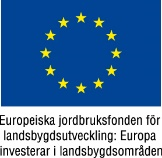 Europeiska jordbruksfonden för
landsbygdsutveckling: Europa
investerar i landsbygdsområden